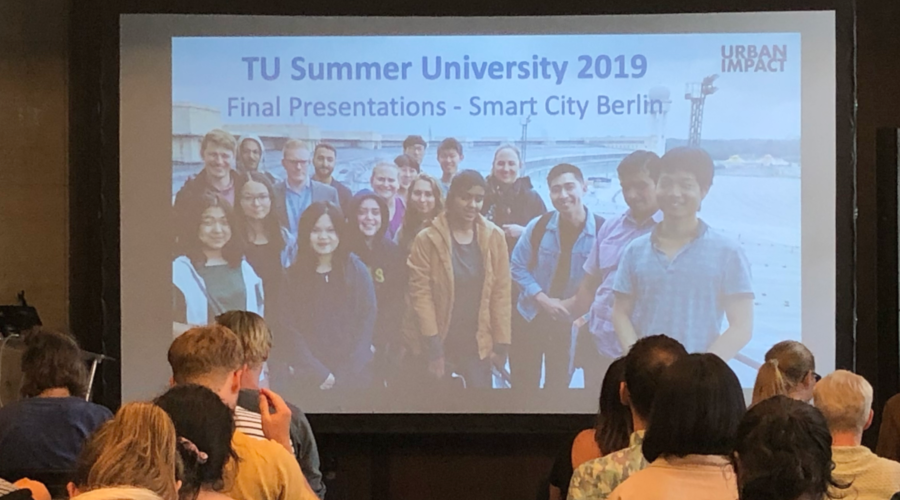 TU Summer University 2019
Final Presentations - Smart City Berlin
URBAN
IMPACT